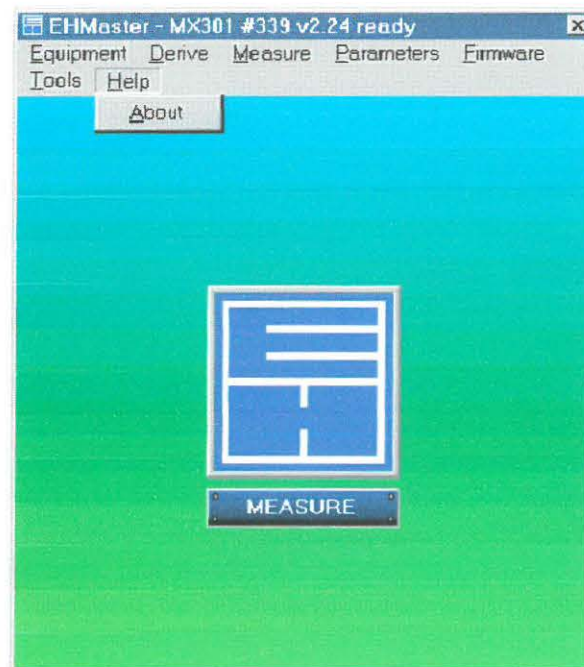 EHMaster - MX301 #339 v2.24 ready
Equipment Derive Measure Parameters Firmware
Tools Help
About
MEASURE